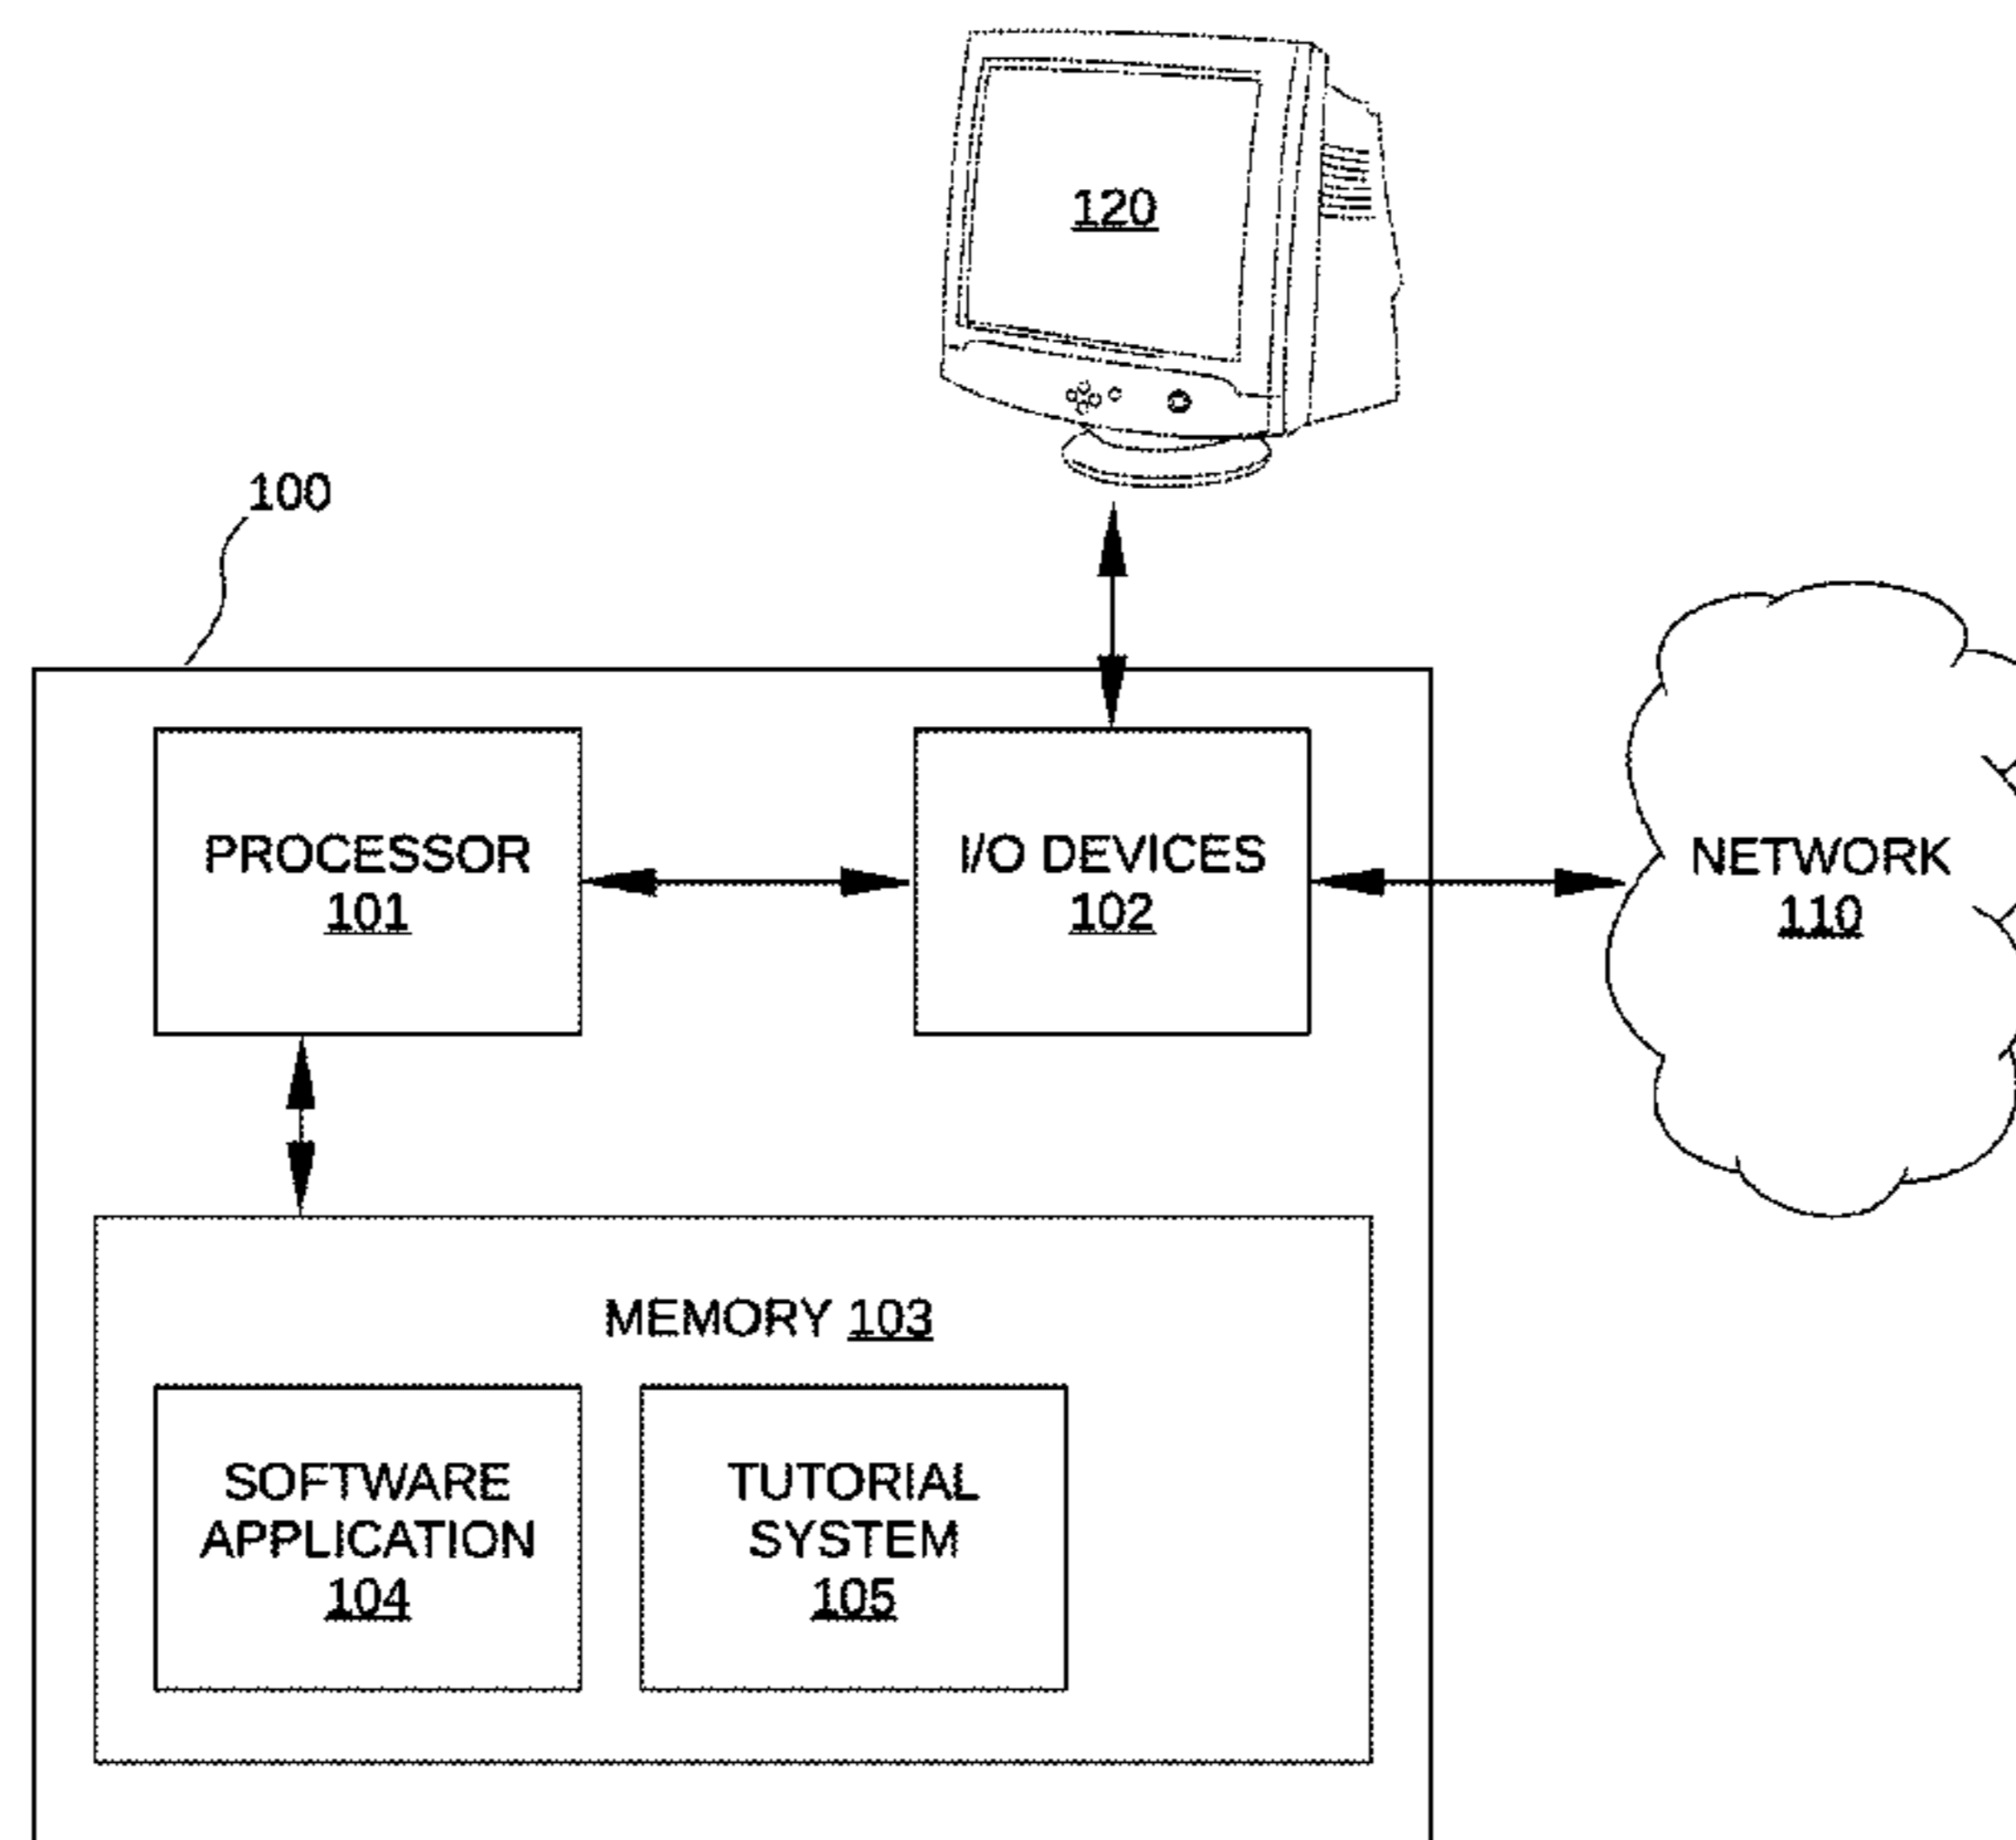 120
100
PROCESSOR
101
I/O DEVICES
102
NETWORK
110
MEMORY 103
SOFTWARE
APPLICATION
104
TUTORIAL
SYSTEM
105